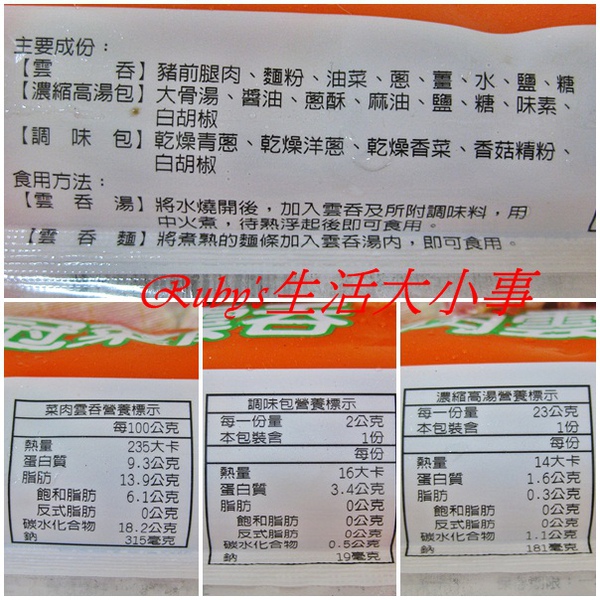 主要成份：
【雲　　吞】豬前腿肉、麵粉、油菜、蔥、薑、水、鹽、糖
【濃縮高湯包】大骨湯、醬油、蔥酥、麻油、鹽、糖、味素、
白胡椒
【調　味　包】乾燥青蔥、乾燥洋蔥、乾燥香菜、香菇精粉、
白胡椒
食用方法：
【雲　吞　湯】將水燒開後，加入雲吞及所附調味料，用
中火煮，待熟浮起後即可食用。
【雲　吞　麵】將煮熟的麵條加入雲吞湯內，即可食用。
Ruby's生活大小事
菜肉雲吞營養標示
每100公克
熱量 235大卡
蛋白質 9.3公克
脂肪 13.9公克
飽和脂肪 6.1公克
反式脂肪 0公克
碳水化合物 18.2公克
鈉 315毫克
調味包營養標示
每一份量 2公克
本包裝含 1份
每份
熱量 16大卡
蛋白質 3.4公克
脂肪 0公克
飽和脂肪 0公克
反式脂肪 0公克
碳水化合物 0.5公克
鈉 19毫克
濃縮高湯營養標示
每一份量 23公克
本包裝含 1份
每份
熱量 14大卡
蛋白質 1.6公克
脂肪 0.3公克
飽和脂肪 0公克
反式脂肪 0公克
碳水化合物 1.1公克
鈉 181毫克